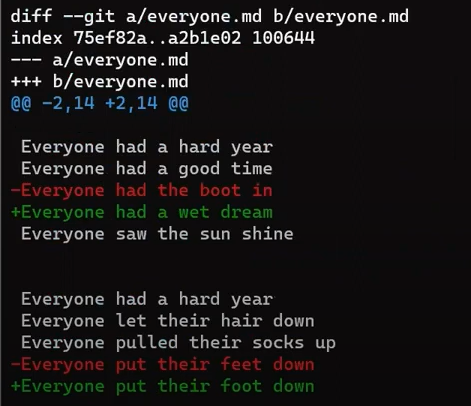 diff --git a/everyone.md b/everyone.md
index 75ef82a..a2b1e02 100644
--- a/everyone.md
+++ b/everyone.md
@@ -2,14 +2,14 @@
 Everyone had a hard year
 Everyone had a good time
-Everyone had the boot in
+Everyone had a wet dream
 Everyone saw the sun shine
 Everyone had a hard year
 Everyone let their hair down
 Everyone pulled their socks up
-Everyone put their feet down
+Everyone put their foot down